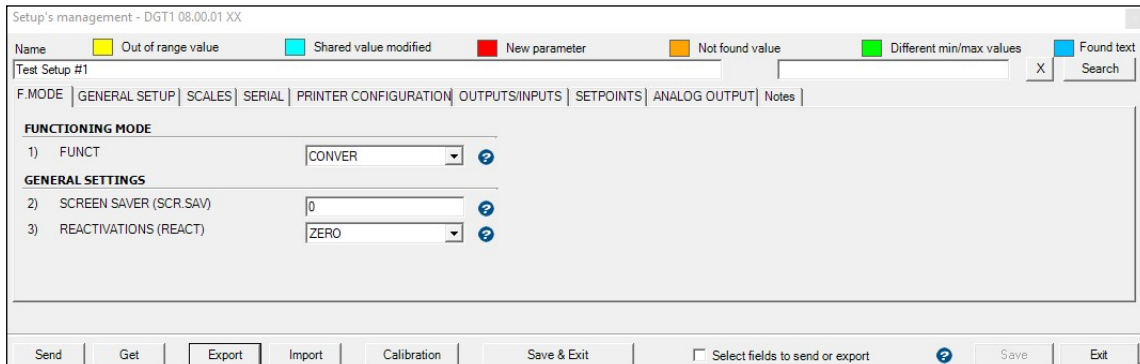 Setup's management - DGT1 08.00.01 XX
Name Out of range value Shared value modified New parameter Not found value Different min/max values Found text
Test Setup #1 X Search
F.MODE GENERAL SETUP SCALES SERIAL PRINTER CONFIGURATION OUTPUTS/INPUTS SETPOINTS ANALOG OUTPUT Notes
FUNCTIONING MODE
1) FUNCT CONVER ?
GENERAL SETTINGS
2) SCREEN SAVER (SCR.SAV) 0 ?
3) REACTIVATIONS (REACT) ZERO ?
Send Get Export Import Calibration Save & Exit Select fields to send or export ? Save Exit